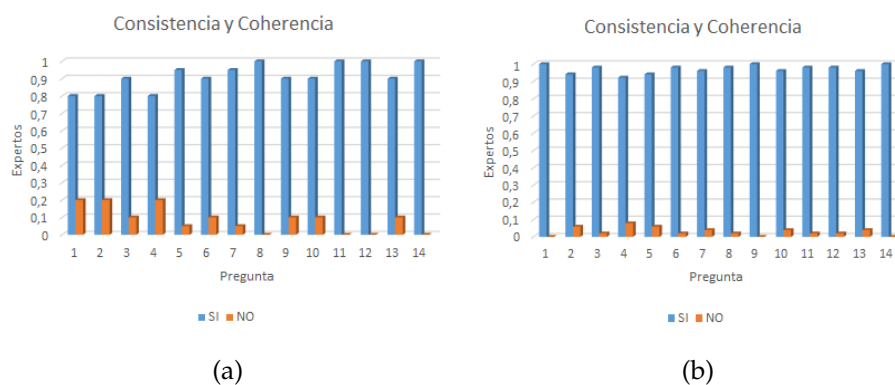 Consistencia y Coherencia
Expertos
1
0,9
0,8
0,7
0,6
0,5
0,4
0,3
0,2
0,1
0
1 2 3 4 5 6 7 8 9 10 11 12 13 14
Pregunta
SI NO
(a)
Consistencia y Coherencia
Expertos
1
0,9
0,8
0,7
0,6
0,5
0,4
0,3
0,2
0,1
0
1 2 3 4 5 6 7 8 9 10 11 12 13 14
Pregunta
SI NO
(b)